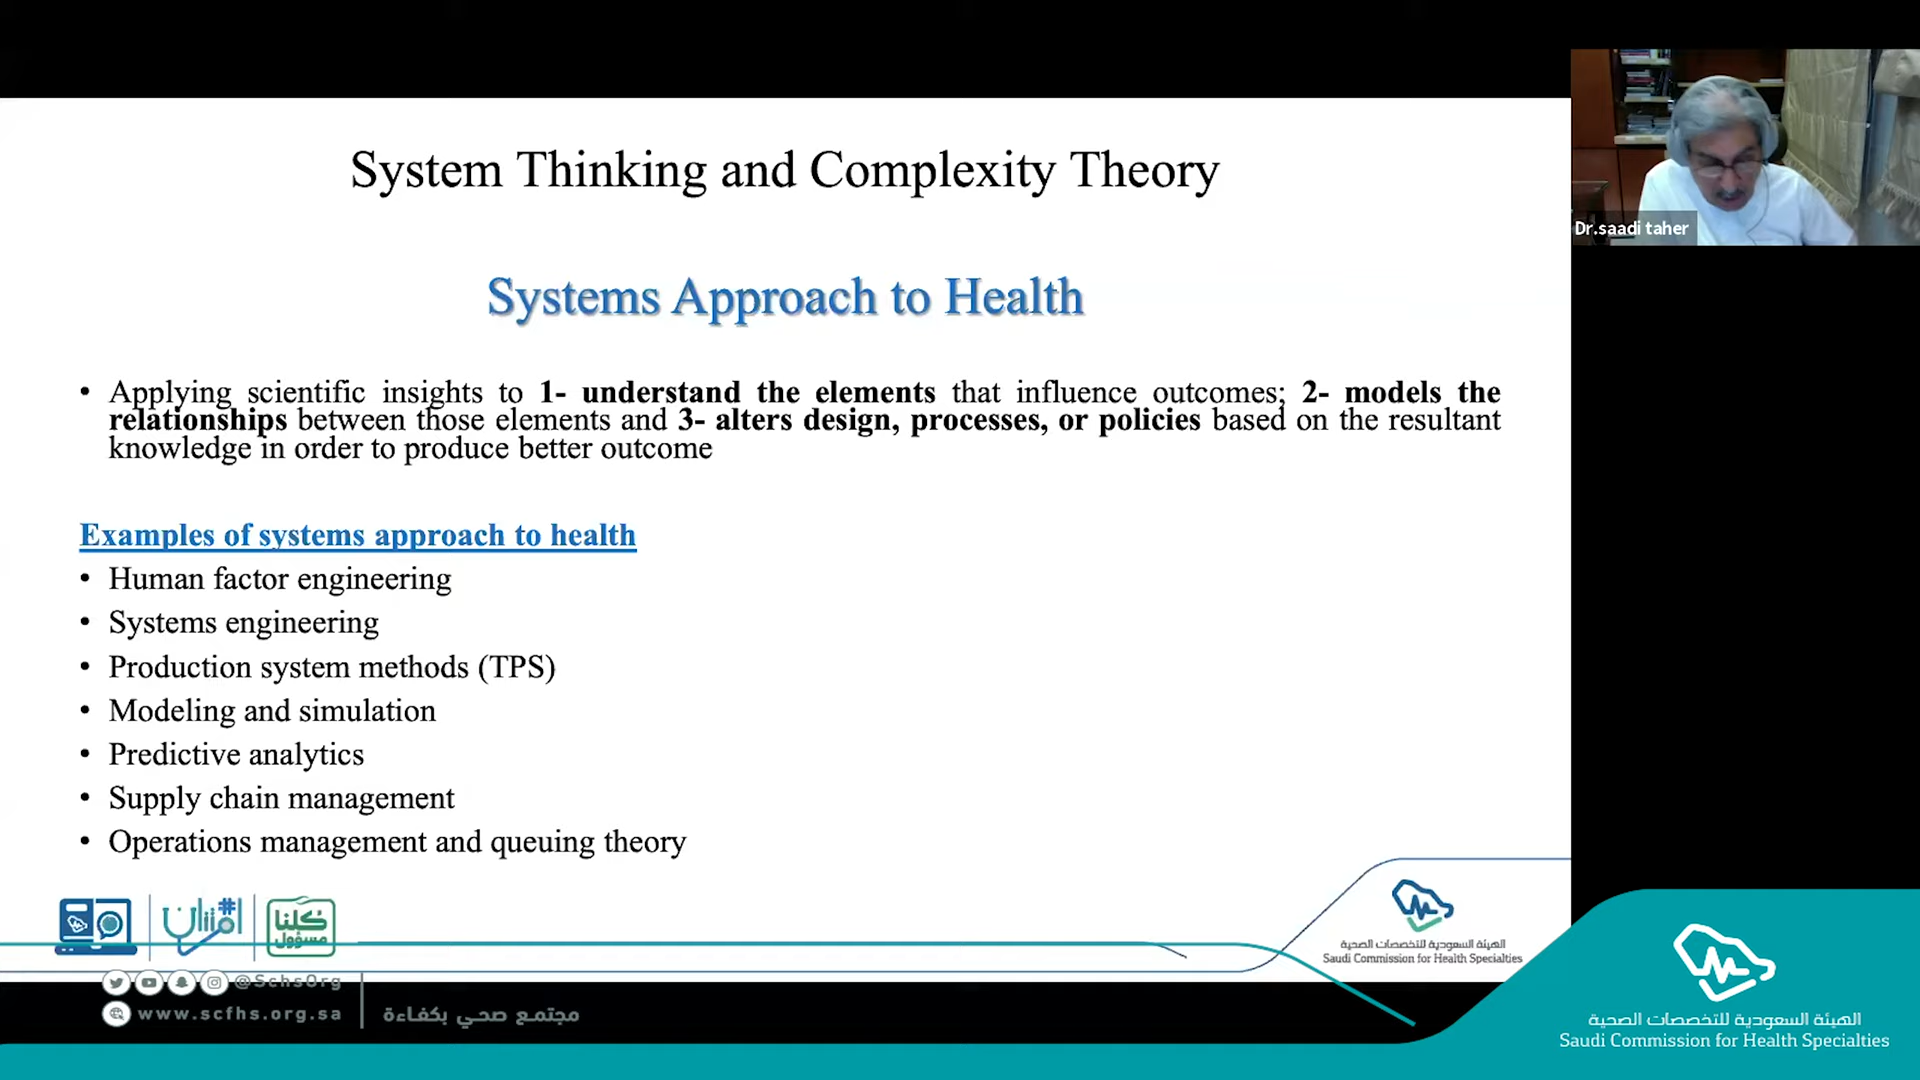 System Thinking and Complexity Theory
Systems Approach to Health
• Applying scientific insights to 1- understand the elements that influence outcomes; 2- models the
relationships between those elements and 3- alters design, processes, or policies based on the resultant
knowledge in order to produce better outcome
Examples of systems approach to health
• Human factor engineering
• Systems engineering
• Production system methods (TPS)
• Modeling and simulation
• Predictive analytics
• Supply chain management
• Operations management and queuing theory
Dr.saadi taher
كلنا
مسؤول
الهيئة السعودية للتخصصات الصحية
Saudi Commission for Health Specialties
@SchsOrg
www.scfhs.org.sa
مجتمع صحي بكفاءة
الهيئة السعودية للتخصصات الصحية
Saudi Commission for Health Specialties